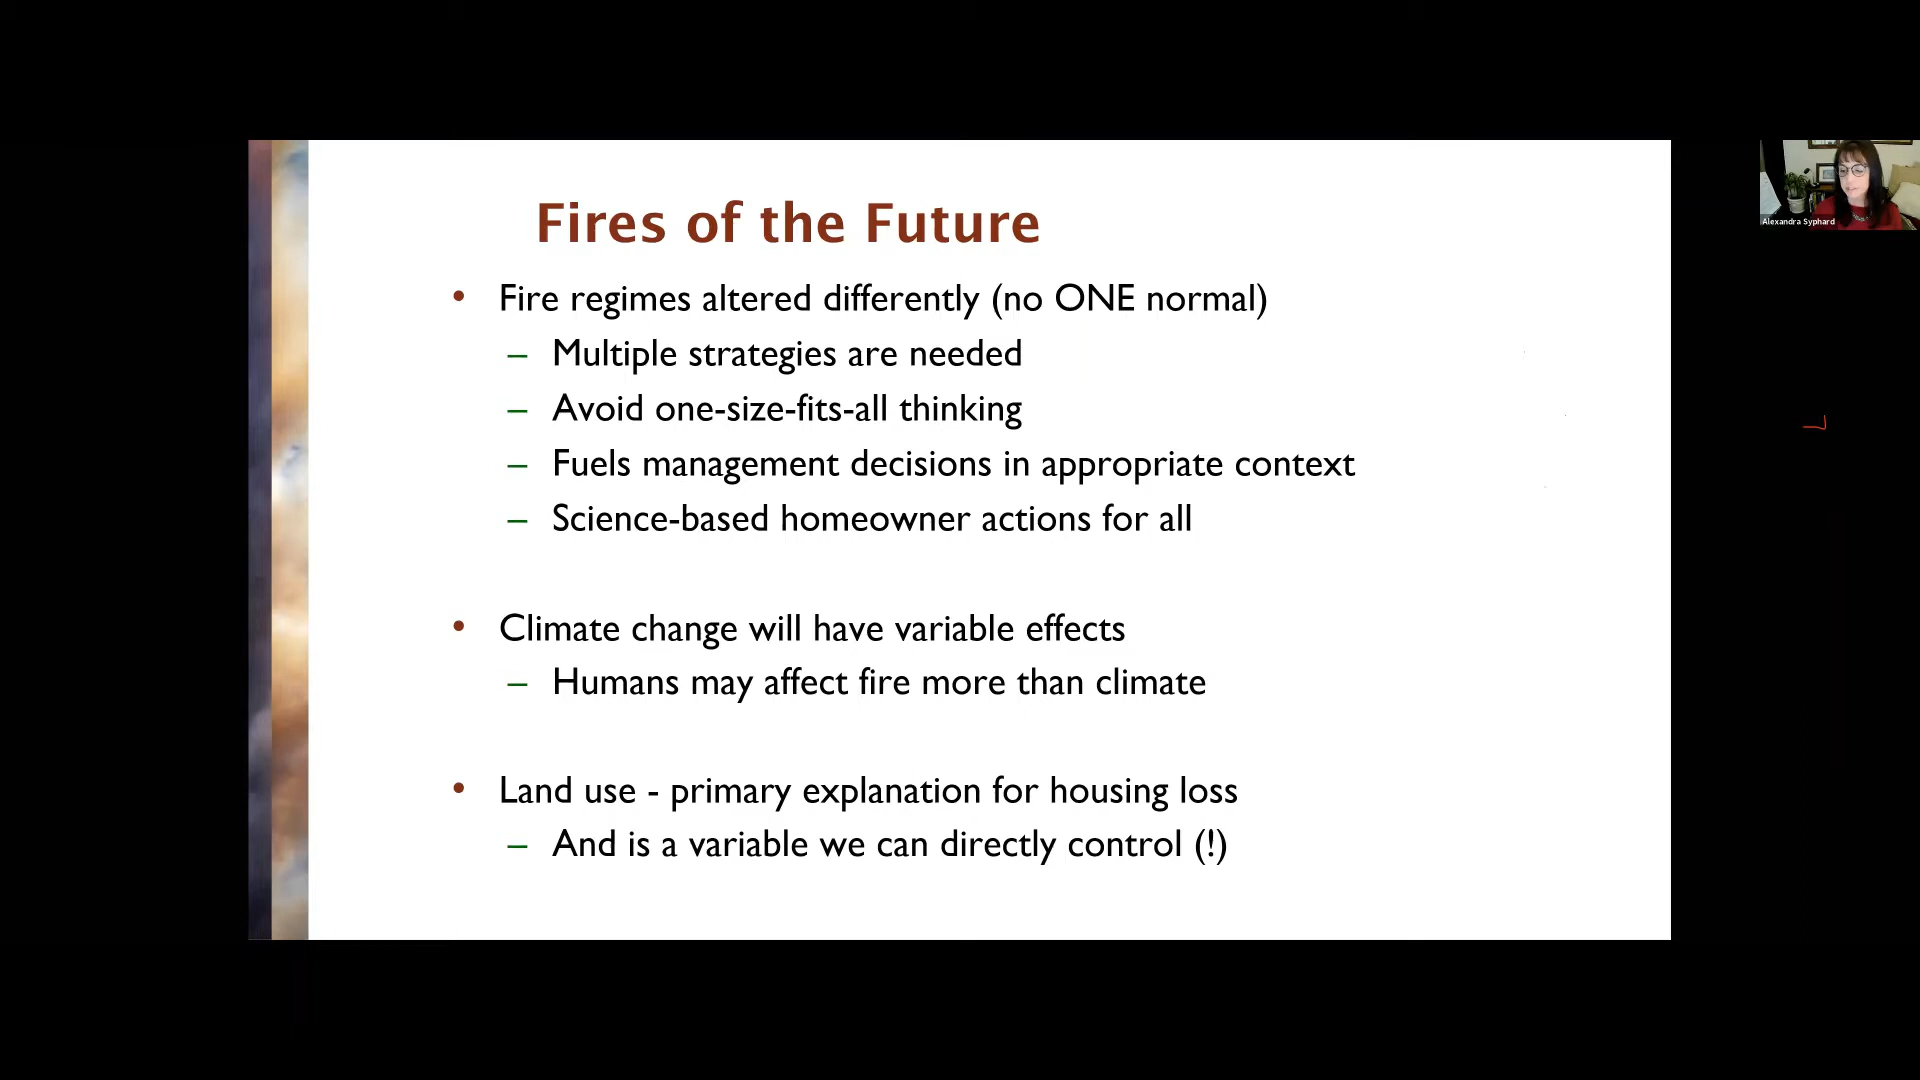 Fires of the Future
• Fire regimes altered differently (no ONE normal)
– Multiple strategies are needed
– Avoid one-size-fits-all thinking
– Fuels management decisions in appropriate context
– Science-based homeowner actions for all
• Climate change will have variable effects
– Humans may affect fire more than climate
• Land use - primary explanation for housing loss
– And is a variable we can directly control (!)
Alexandra Syphard